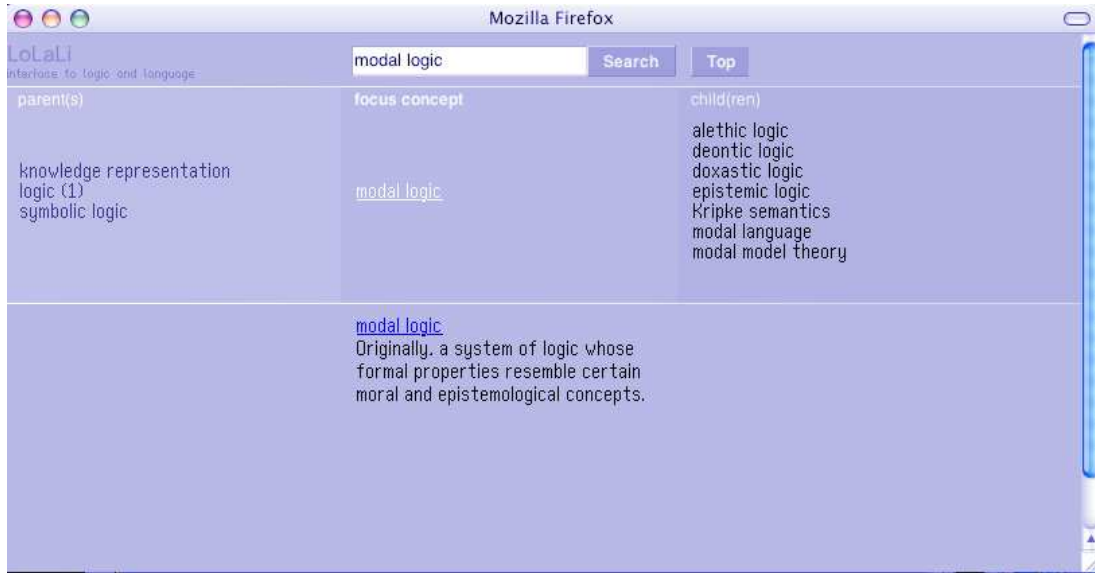 Mozilla Firefox
LoLaLi
interface to logic and language
modal logic Search Top
parent(s) focus concept child(ren)
knowledge representation
logic (1)
symbolic logic
modal logic
alethic logic
deontic logic
doxastic logic
epistemic logic
Kripke semantics
modal language
modal model theory
modal logic
Originally, a system of logic whose
formal properties resemble certain
moral and epistemological concepts.